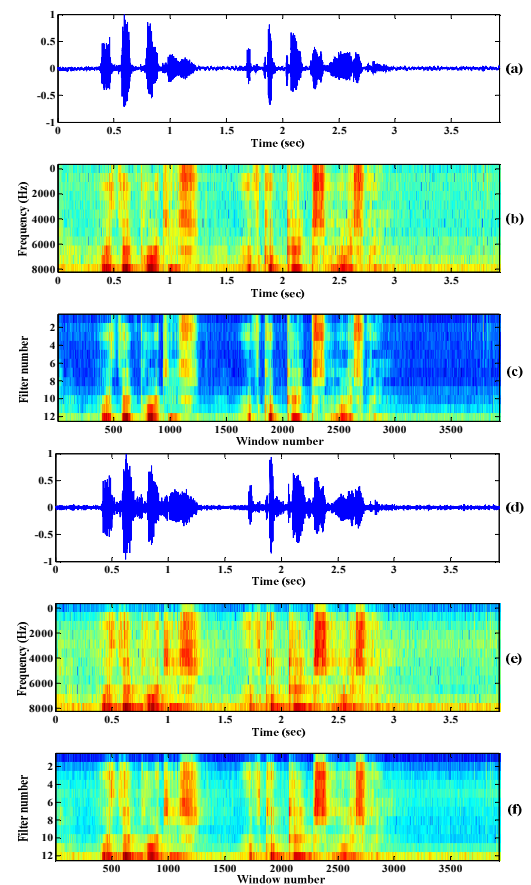 1
0.5
0
-0.5
-1
0 0.5 1 1.5 2 2.5 3 3.5
Time (sec)
(a)
Frequency (Hz)
0
2000
4000
6000
8000
0 0.5 1 1.5 2 2.5 3 3.5
Time (sec)
(b)
Filter number
2
4
6
8
10
12
500 1000 1500 2000 2500 3000 3500
Window number
(c)
1
0.5
0
-0.5
-1
0 0.5 1 1.5 2 2.5 3 3.5
Time (sec)
(d)
Frequency (Hz)
0
2000
4000
6000
8000
0 0.5 1 1.5 2 2.5 3 3.5
Time (sec)
(e)
Filter number
2
4
6
8
10
12
500 1000 1500 2000 2500 3000 3500
Window number
(f)